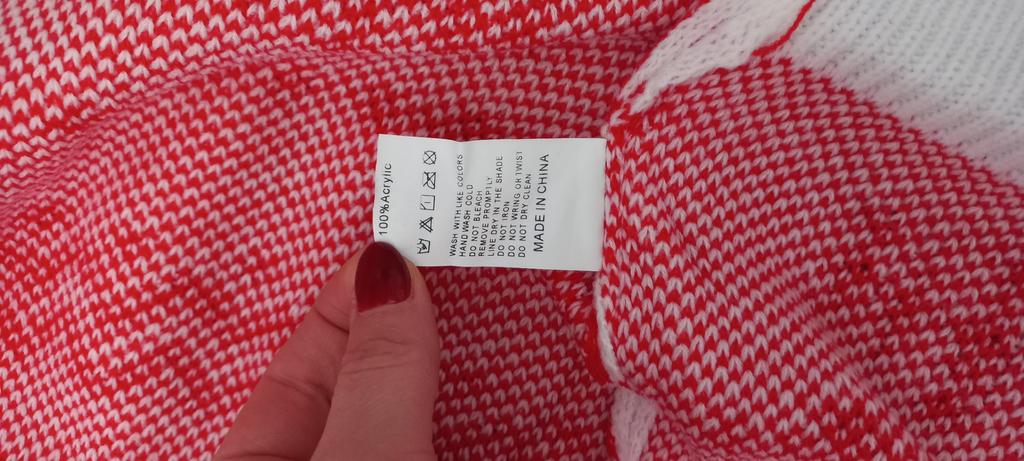 100%Acrylic
WASH WITH LIKE COLORS
HAND WASH COLD
DO NOT BLEACH
REMOVE PROMPILY
LINE DRY IN THE SHADE
DO NOT IRON
DO NOT WRING OR TWIST
DO NOT DRY CLEAN
MADE IN CHINA